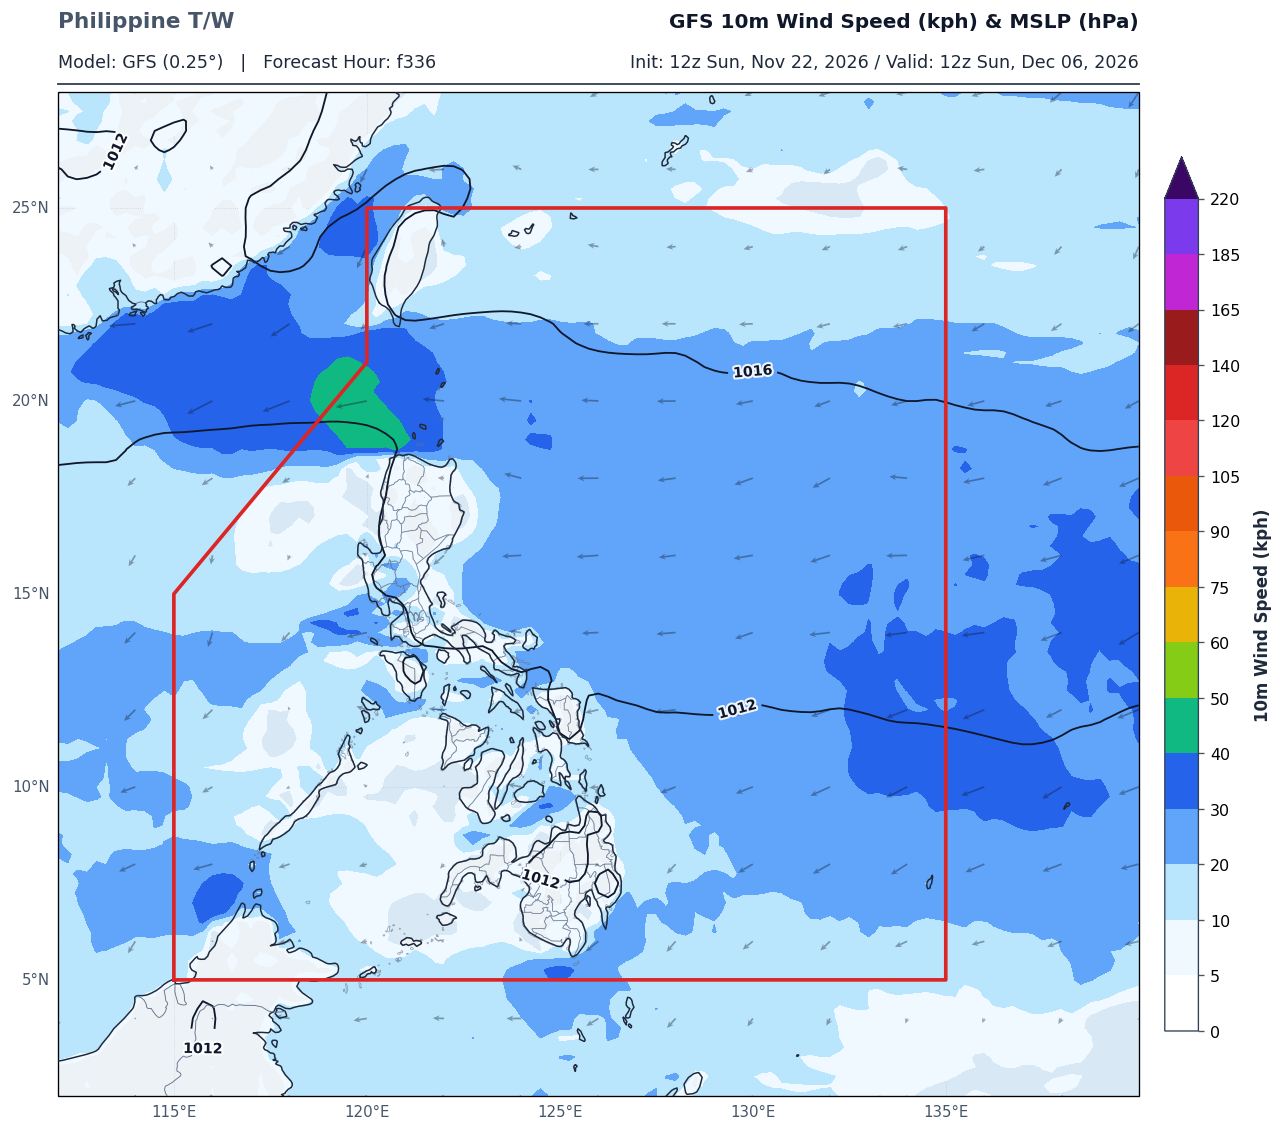 Philippine T/W
GFS 10m Wind Speed (kph) & MSLP (hPa)
Model: GFS (0.25°)   |   Forecast Hour: f336
Init: 12z Sun, Nov 22, 2026 / Valid: 12z Sun, Dec 06, 2026
1012
1016
1012
1012
1012
25°N
20°N
15°N
10°N
5°N
115°E
120°E
125°E
130°E
135°E
220
185
165
140
120
105
90
75
60
50
40
30
20
10
5
0
10m Wind Speed (kph)